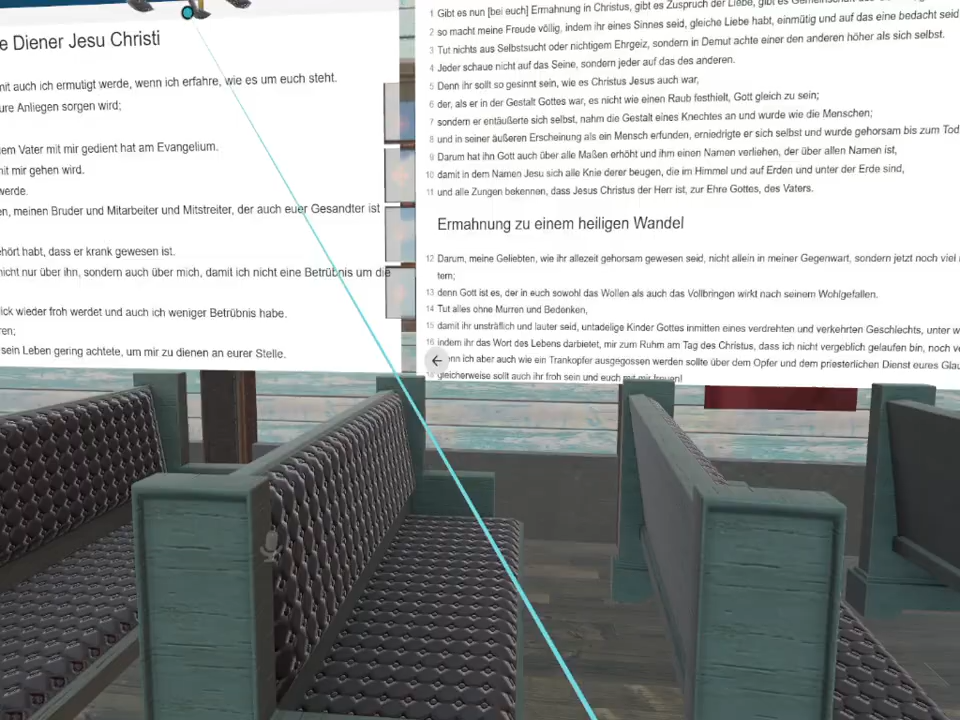 e Diener Jesu Christi
mit auch ich ermutigt werde, wenn ich erfahre, wie es um euch steht.
ure Anliegen sorgen wird;
em Vater mit mir gedient hat am Evangelium.
mit mir gehen wird.
werde.
en, meinen Bruder und Mitarbeiter und Mitstreiter, der auch euer Gesandter ist
ehört habt, dass er krank gewesen ist.
nicht nur über ihn, sondern auch über mich, damit ich nicht eine Betrübnis um die
lick wieder froh werdet und auch ich weniger Betrübnis habe.
ren;
sein Leben gering achtete, um mir zu dienen an eurer Stelle.
1 Gibt es nun [bei euch] Ermahnung in Christus, gibt es Zuspruch der Liebe, gibt es
2 so macht meine Freude völlig, indem ihr eines Sinnes seid, gleiche Liebe habt, einmütig und auf das eine bedacht seid
3 Tut nichts aus Selbstsucht oder nichtigem Ehrgeiz, sondern in Demut achte einer den anderen höher als sich selbst.
4 Jeder schaue nicht auf das Seine, sondern jeder auf das des anderen.
5 Denn ihr sollt so gesinnt sein, wie es Christus Jesus auch war,
6 der, als er in der Gestalt Gottes war, es nicht wie einen Raub festhielt, Gott gleich zu sein;
7 sondern er entäußerte sich selbst, nahm die Gestalt eines Knechtes an und wurde wie die Menschen;
8 und in seiner äußeren Erscheinung als ein Mensch erfunden, erniedrigte er sich selbst und wurde gehorsam bis zum Tod
9 Darum hat ihn Gott auch über alle Maßen erhöht und ihm einen Namen verliehen, der über allen Namen ist,
10 damit in dem Namen Jesu sich alle Knie derer beugen, die im Himmel und auf Erden und unter der Erde sind,
11 und alle Zungen bekennen, dass Jesus Christus der Herr ist, zur Ehre Gottes, des Vaters.
Ermahnung zu einem heiligen Wandel
12 Darum, meine Geliebten, wie ihr allezeit gehorsam gewesen seid, nicht allein in meiner Gegenwart, sondern jetzt noch viel
tern;
13 denn Gott ist es, der in euch sowohl das Wollen als auch das Vollbringen wirkt nach seinem Wohlgefallen.
14 Tut alles ohne Murren und Bedenken,
15 damit ihr unsträflich und lauter seid, untadelige Kinder Gottes inmitten eines verdrehten und verkehrten Geschlechts, unter w
16 indem ihr das Wort des Lebens darbietet, mir zum Ruhm am Tag des Christus, dass ich nicht vergeblich gelaufen bin, noch ve
nn ich aber auch wie ein Trankopfer ausgegossen werden sollte über dem Opfer und dem priesterlichen Dienst eures Glau
gleicherweise sollt auch ihr froh sein und euch mit mir freuen!